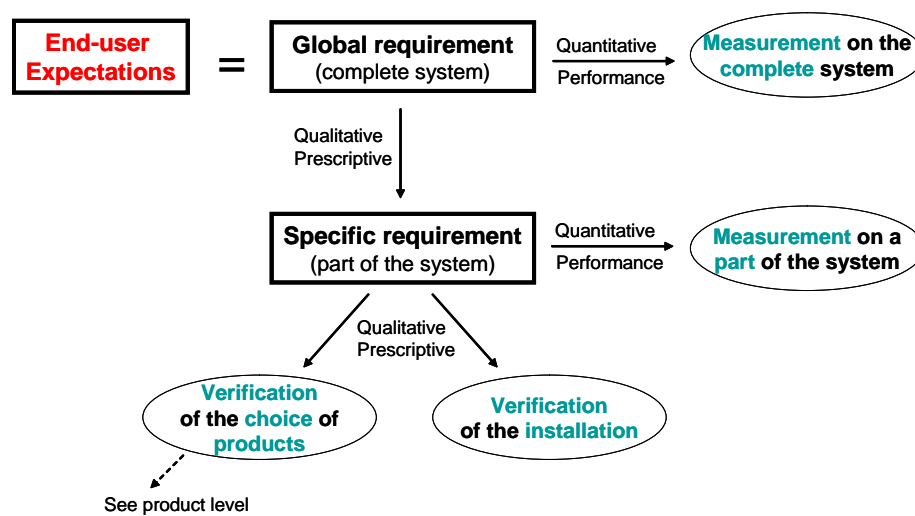 End-user
Expectations
=
Global requirement
(complete system)
Quantitative
Performance
Measurement on the
complete system
Qualitative
Prescriptive
Specific requirement
(part of the system)
Quantitative
Performance
Measurement on a
part of the system
Qualitative
Prescriptive
Verification
of the choice of
products
Verification
of the installation
See product level